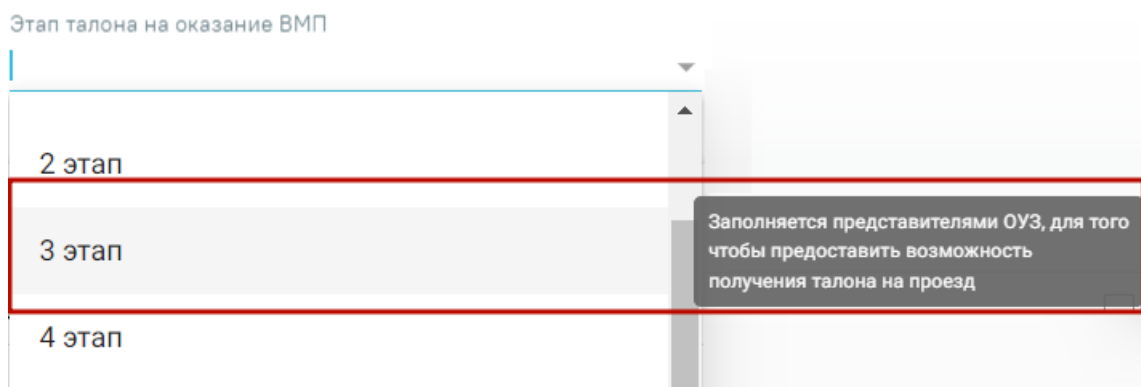 Этап талона на оказание ВМП
2 этап
3 этап
Заполняется представителями ОУЗ, для того
чтобы предоставить возможность
получения талона на проезд
4 этап